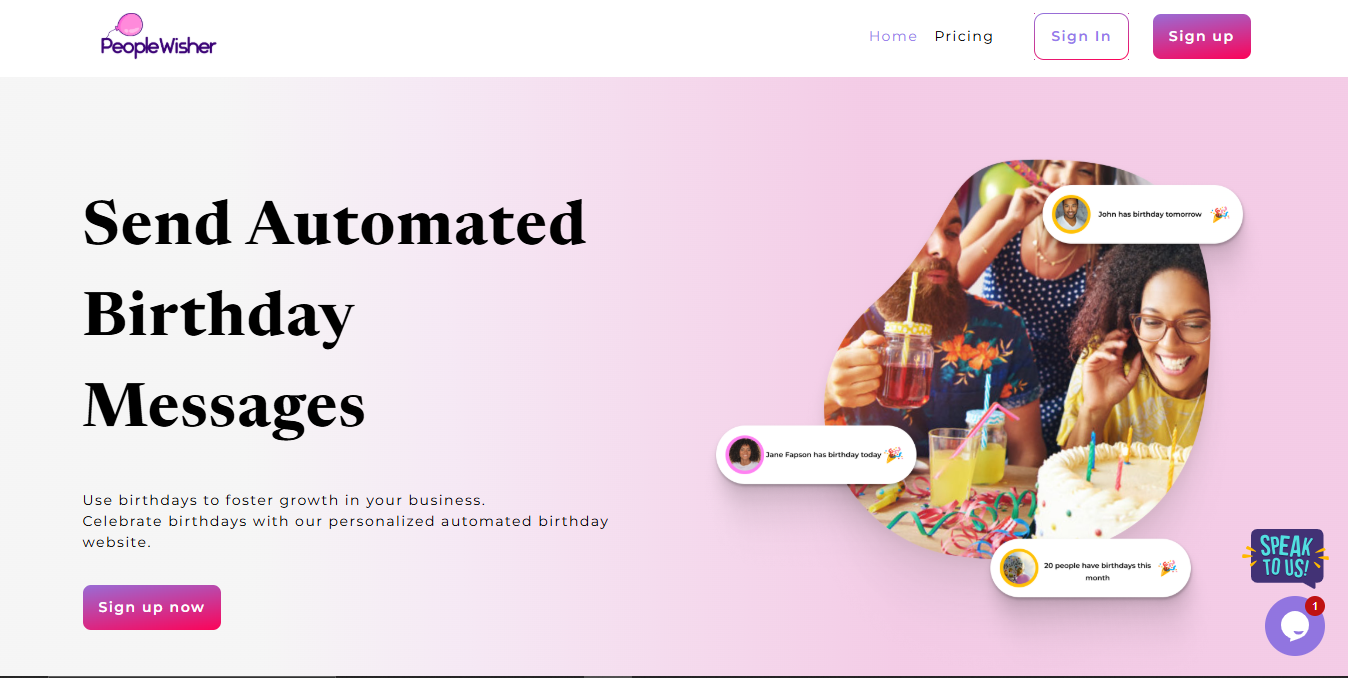 PeopleWisher
Home
Pricing
Sign In
Sign up
Send Automated
Birthday
Messages
Use birthdays to foster growth in your business.
Celebrate birthdays with our personalized automated birthday
website.
Sign up now
John has birthday tomorrow
Jane Fapson has birthday today
20 people have birthdays this
month
SPEAK
TO US!
1